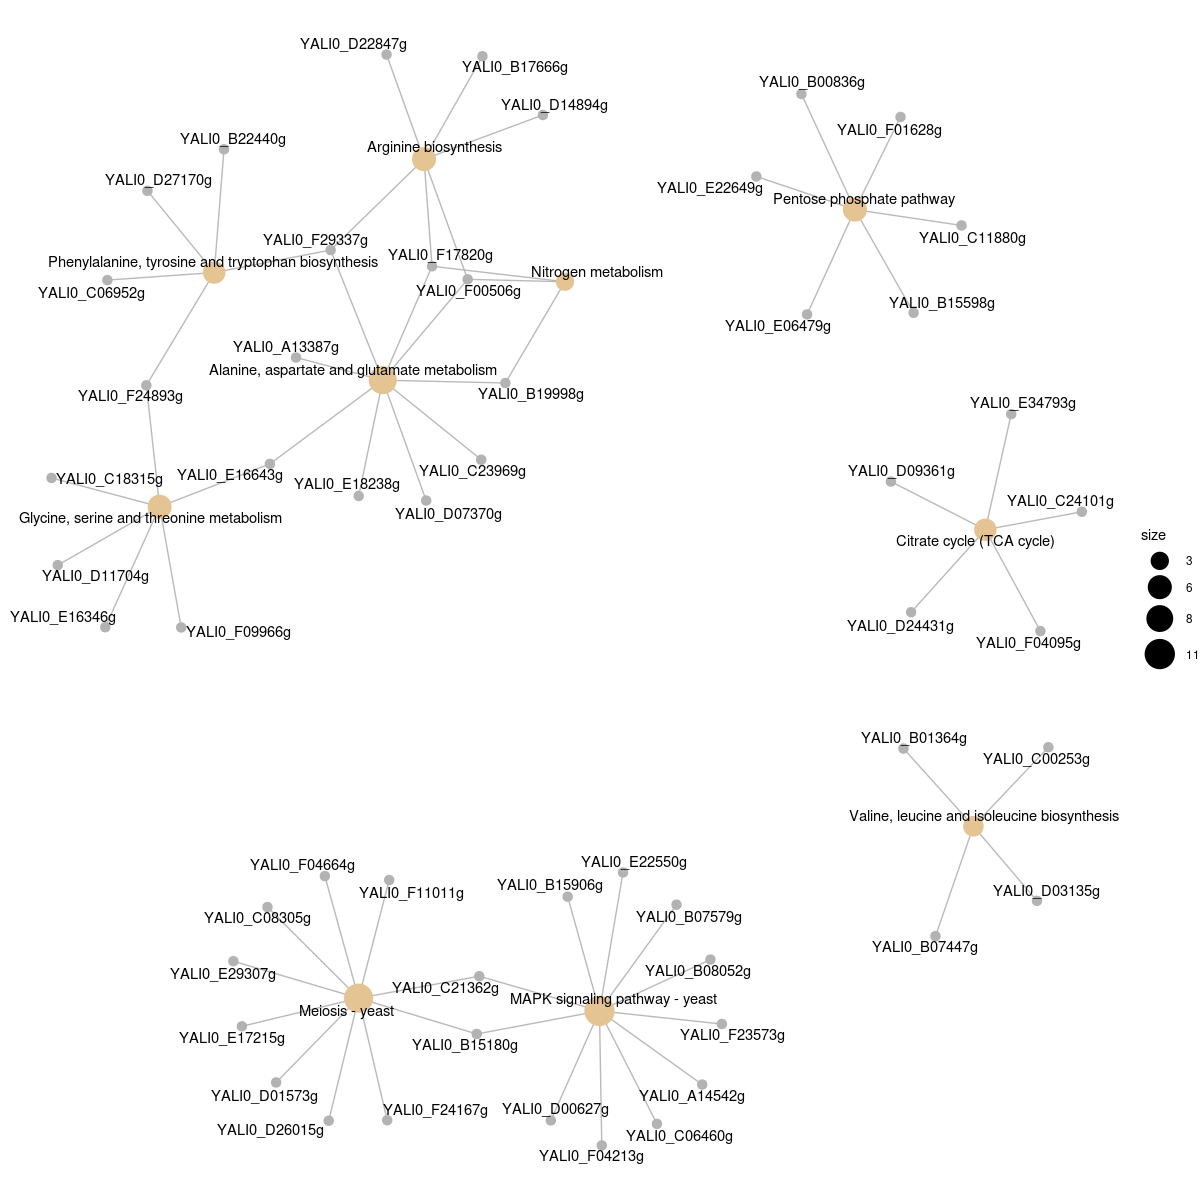 YALI0_D22847g
YALI0_B17666g
YALI0_D14894g
Arginine biosynthesis
YALI0_B22440g
YALI0_D27170g
YALI0_F29337g
YALI0_F17820g
Phenylalanine, tyrosine and tryptophan biosynthesis
Nitrogen metabolism
YALI0_C06952g
YALI0_F00506g
YALI0_A13387g
Alanine, aspartate and glutamate metabolism
YALI0_F24893g
YALI0_B19998g
YALI0_C18315g
YALI0_E16643g
YALI0_E18238g
YALI0_C23969g
YALI0_D07370g
Glycine, serine and threonine metabolism
YALI0_D11704g
YALI0_E16346g
YALI0_F09966g
YALI0_B00836g
YALI0_F01628g
YALI0_E22649g
Pentose phosphate pathway
YALI0_C11880g
YALI0_B15598g
YALI0_E06479g
YALI0_E34793g
YALI0_D09361g
YALI0_C24101g
Citrate cycle (TCA cycle)
YALI0_D24431g
YALI0_F04095g
size
3
6
8
11
YALI0_B01364g
YALI0_C00253g
Valine, leucine and isoleucine biosynthesis
YALI0_D03135g
YALI0_B07447g
YALI0_F04664g
YALI0_F11011g
YALI0_C08305g
YALI0_E29307g
YALI0_C21362g
Meiosis - yeast
YALI0_E17215g
YALI0_B15180g
YALI0_D01573g
YALI0_F24167g
YALI0_D26015g
YALI0_E22550g
YALI0_B15906g
YALI0_B07579g
YALI0_B08052g
MAPK signaling pathway - yeast
YALI0_F23573g
YALI0_A14542g
YALI0_D00627g
YALI0_C06460g
YALI0_F04213g